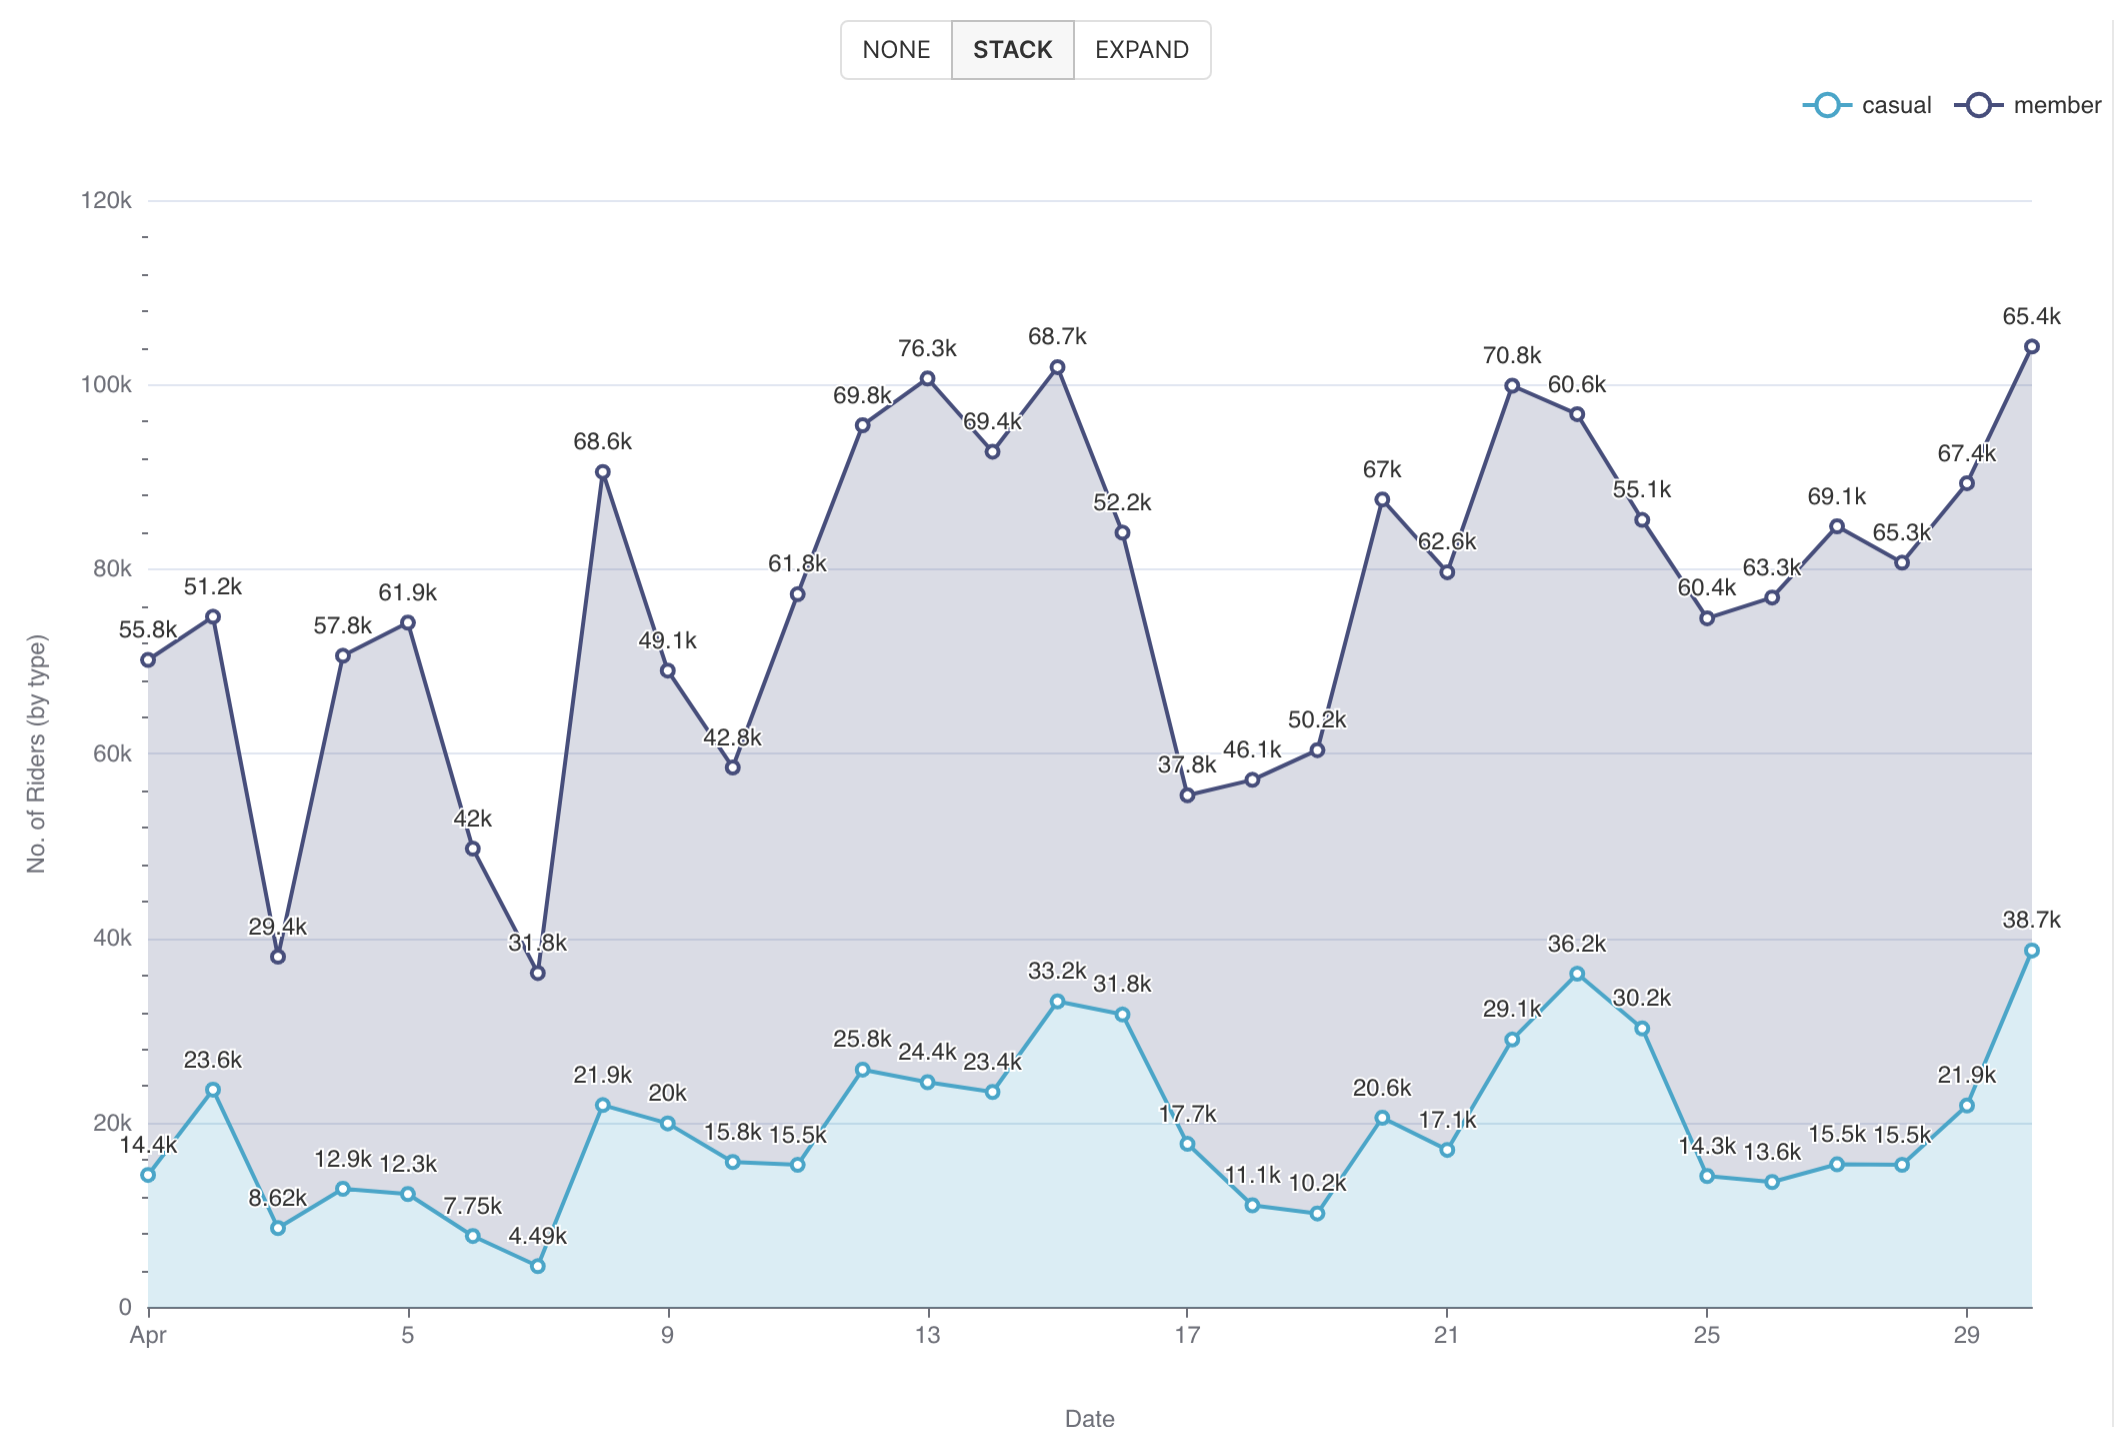 NONE STACK EXPAND
casual member
120k
100k
80k
60k
40k
20k
0
No. of Riders (by type)
55.8k 51.2k 29.4k 57.8k 61.9k 42k 31.8k 68.6k 49.1k 42.8k 61.8k 69.8k 76.3k 69.4k 68.7k 52.2k 37.8k 46.1k 50.2k 67k 62.6k 70.8k 60.6k 55.1k 60.4k 63.3k 69.1k 65.3k 67.4k 65.4k
14.4k 23.6k 8.62k 12.9k 12.3k 7.75k 4.49k 21.9k 20k 15.8k 15.5k 25.8k 24.4k 23.4k 33.2k 31.8k 17.7k 11.1k 10.2k 20.6k 17.1k 29.1k 36.2k 30.2k 14.3k 13.6k 15.5k 15.5k 21.9k 38.7k
Apr 5 9 13 17 21 25 29
Date